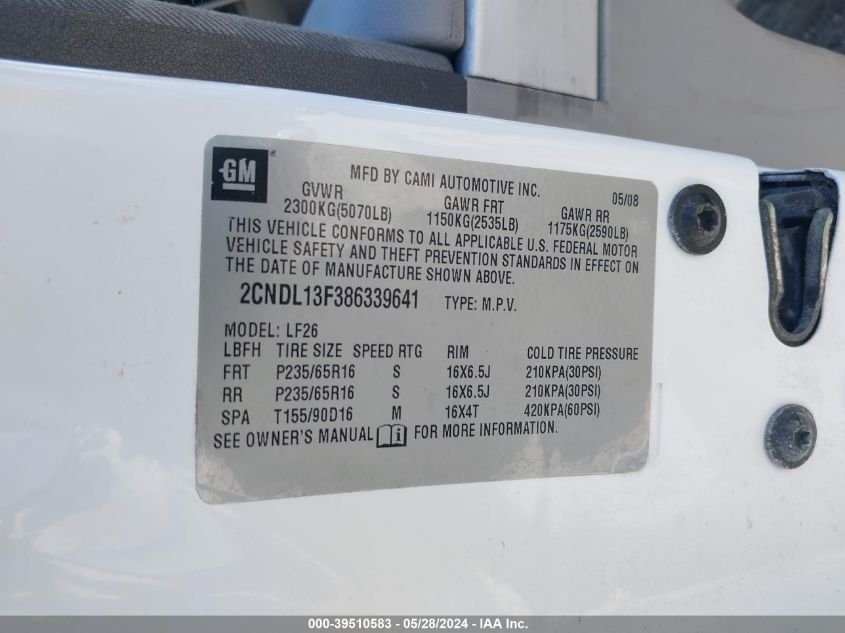 GM
MFD BY CAMI AUTOMOTIVE INC.
05/08
GVWR GAWR FRT GAWR RR
2300KG(5070LB) 1150KG(2535LB) 1175KG(2590LB)
THIS VEHICLE CONFORMS TO ALL APPLICABLE U.S. FEDERAL MOTOR
VEHICLE SAFETY AND THEFT PREVENTION STANDARDS IN EFFECT ON
THE DATE OF MANUFACTURE SHOWN ABOVE.
2CNDL13F386339641 TYPE: M.P.V.
MODEL: LF26
LBFH TIRE SIZE SPEED RTG RIM COLD TIRE PRESSURE
FRT P235/65R16 S 16X6.5J 210KPA(30PSI)
RR P235/65R16 S 16X6.5J 210KPA(30PSI)
SPA T155/90D16 M 16X4T 420KPA(60PSI)
SEE OWNER'S MANUAL i FOR MORE INFORMATION.
000-39510583 - 05/28/2024 - IAA Inc.